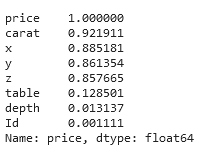 price    1.000000
carat    0.921911
x        0.885181
y        0.861354
z        0.857665
table    0.128501
depth    0.013137
Id       0.001111
Name: price, dtype: float64